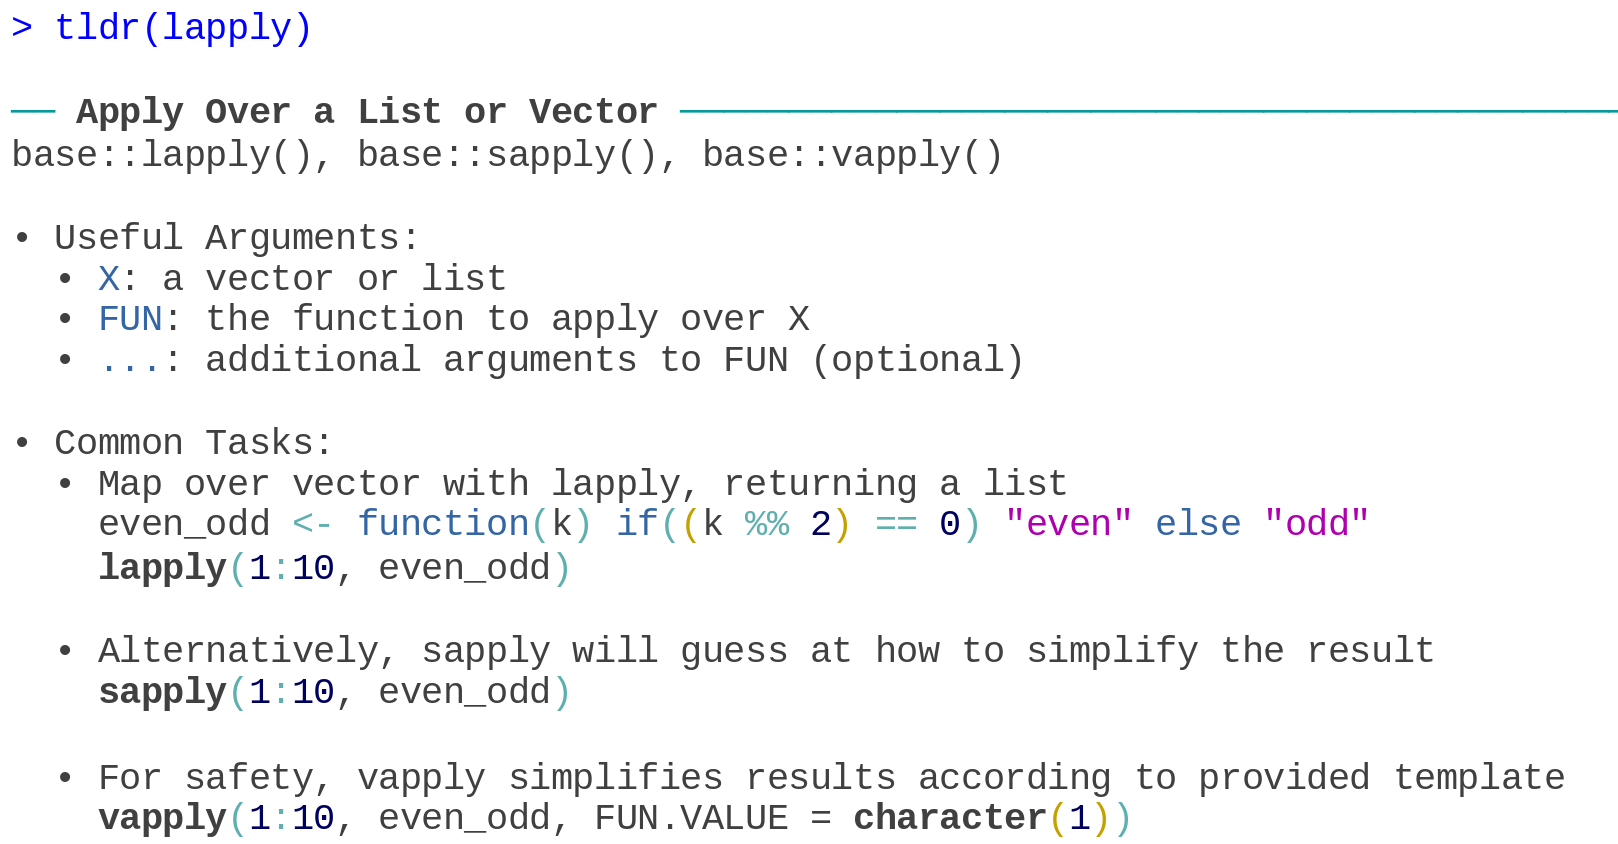 > tldr(lapply)
── Apply Over a List or Vector ────────────────────────────────────────────
base::lapply(), base::sapply(), base::vapply()
• Useful Arguments:
• X: a vector or list
• FUN: the function to apply over X
• ...: additional arguments to FUN (optional)
• Common Tasks:
• Map over vector with lapply, returning a list
even_odd <- function(k) if((k %% 2) == 0) "even" else "odd"
lapply(1:10, even_odd)
• Alternatively, sapply will guess at how to simplify the result
sapply(1:10, even_odd)
• For safety, vapply simplifies results according to provided template
vapply(1:10, even_odd, FUN.VALUE = character(1))